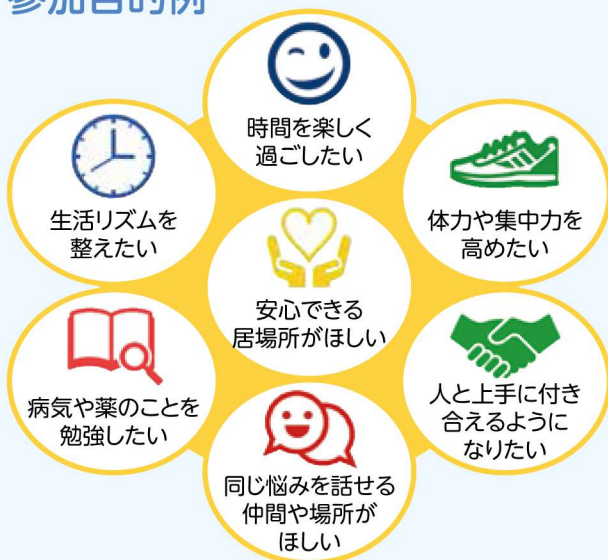 参加目的例
時間を楽しく
過ごしたい
生活リズムを
整えたい
体力や集中力を
高めたい
安心できる
居場所がほしい
病気や薬のことを
勉強したい
人と上手に付き
合えるように
なりたい
同じ悩みを話せる
仲間や場所が
ほしい